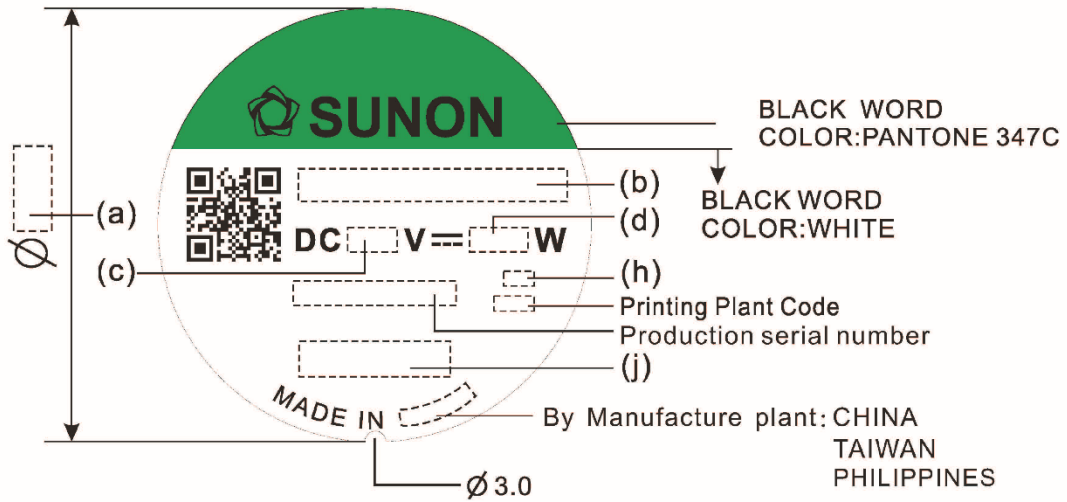 SUNON
BLACK WORD
COLOR:PANTONE 347C
(a)
(b)
BLACK WORD
COLOR:WHITE
(d)
DC V W
(c)
(h)
Printing Plant Code
Production serial number
(j)
MADE IN
By Manufacture plant: CHINA
TAIWAN
PHILIPPINES
Ø
Ø 3.0